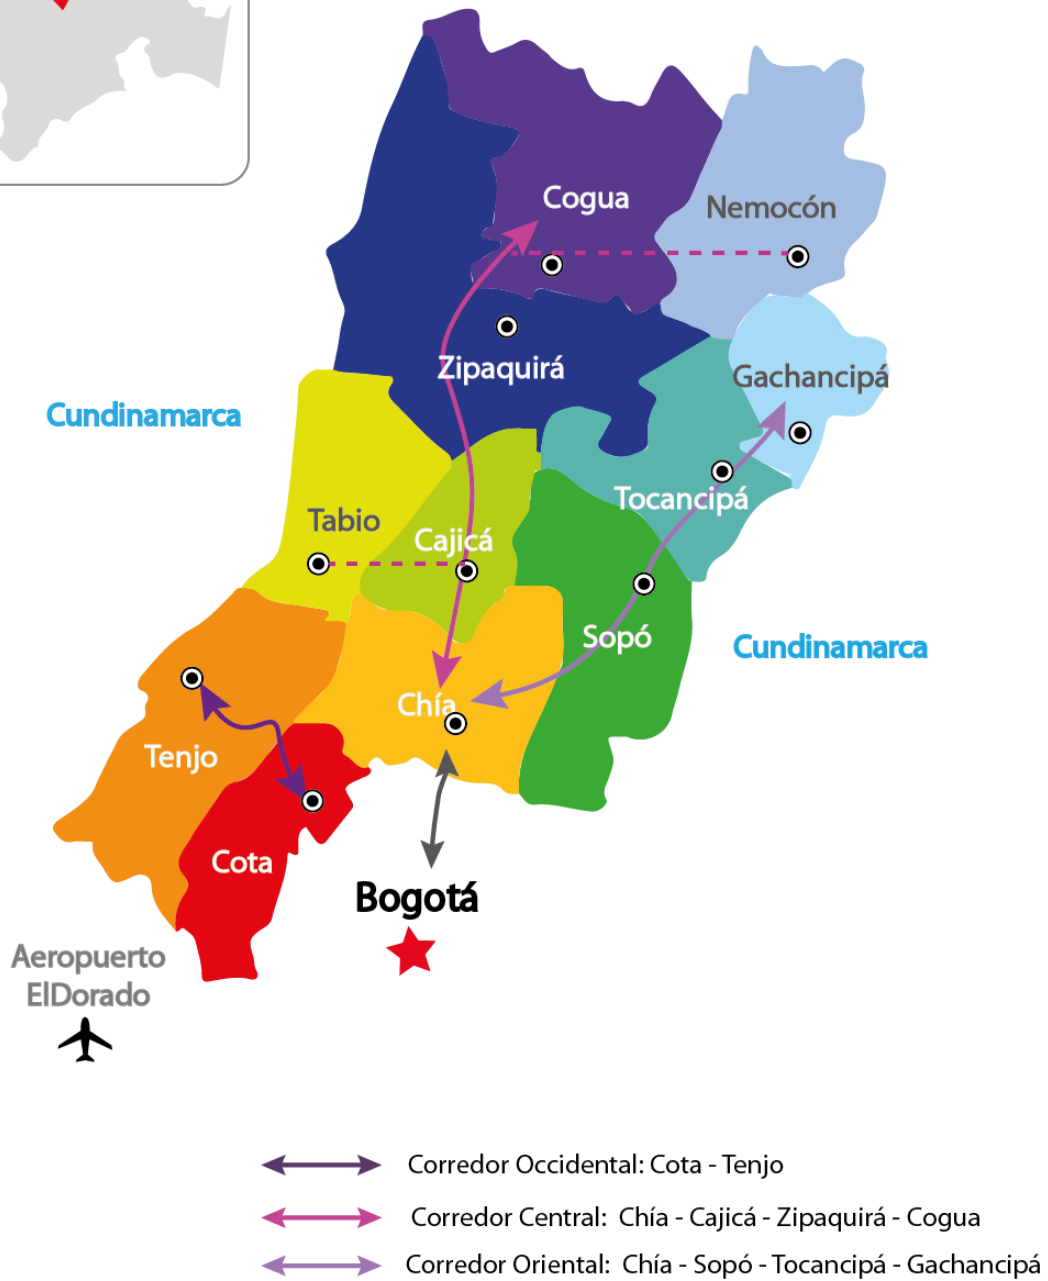 Cogua
Nemocón
Zipaquirá
Gachancipá
Cundinamarca
Tocancipá
Tabio
Cajicá
Sopó
Cundinamarca
Chía
Tenjo
Cota
Bogotá
Aeropuerto
ElDorado
Corredor Occidental: Cota - Tenjo
Corredor Central: Chía - Cajicá - Zipaquirá - Cogua
Corredor Oriental: Chía - Sopó - Tocancipá - Gachancipá